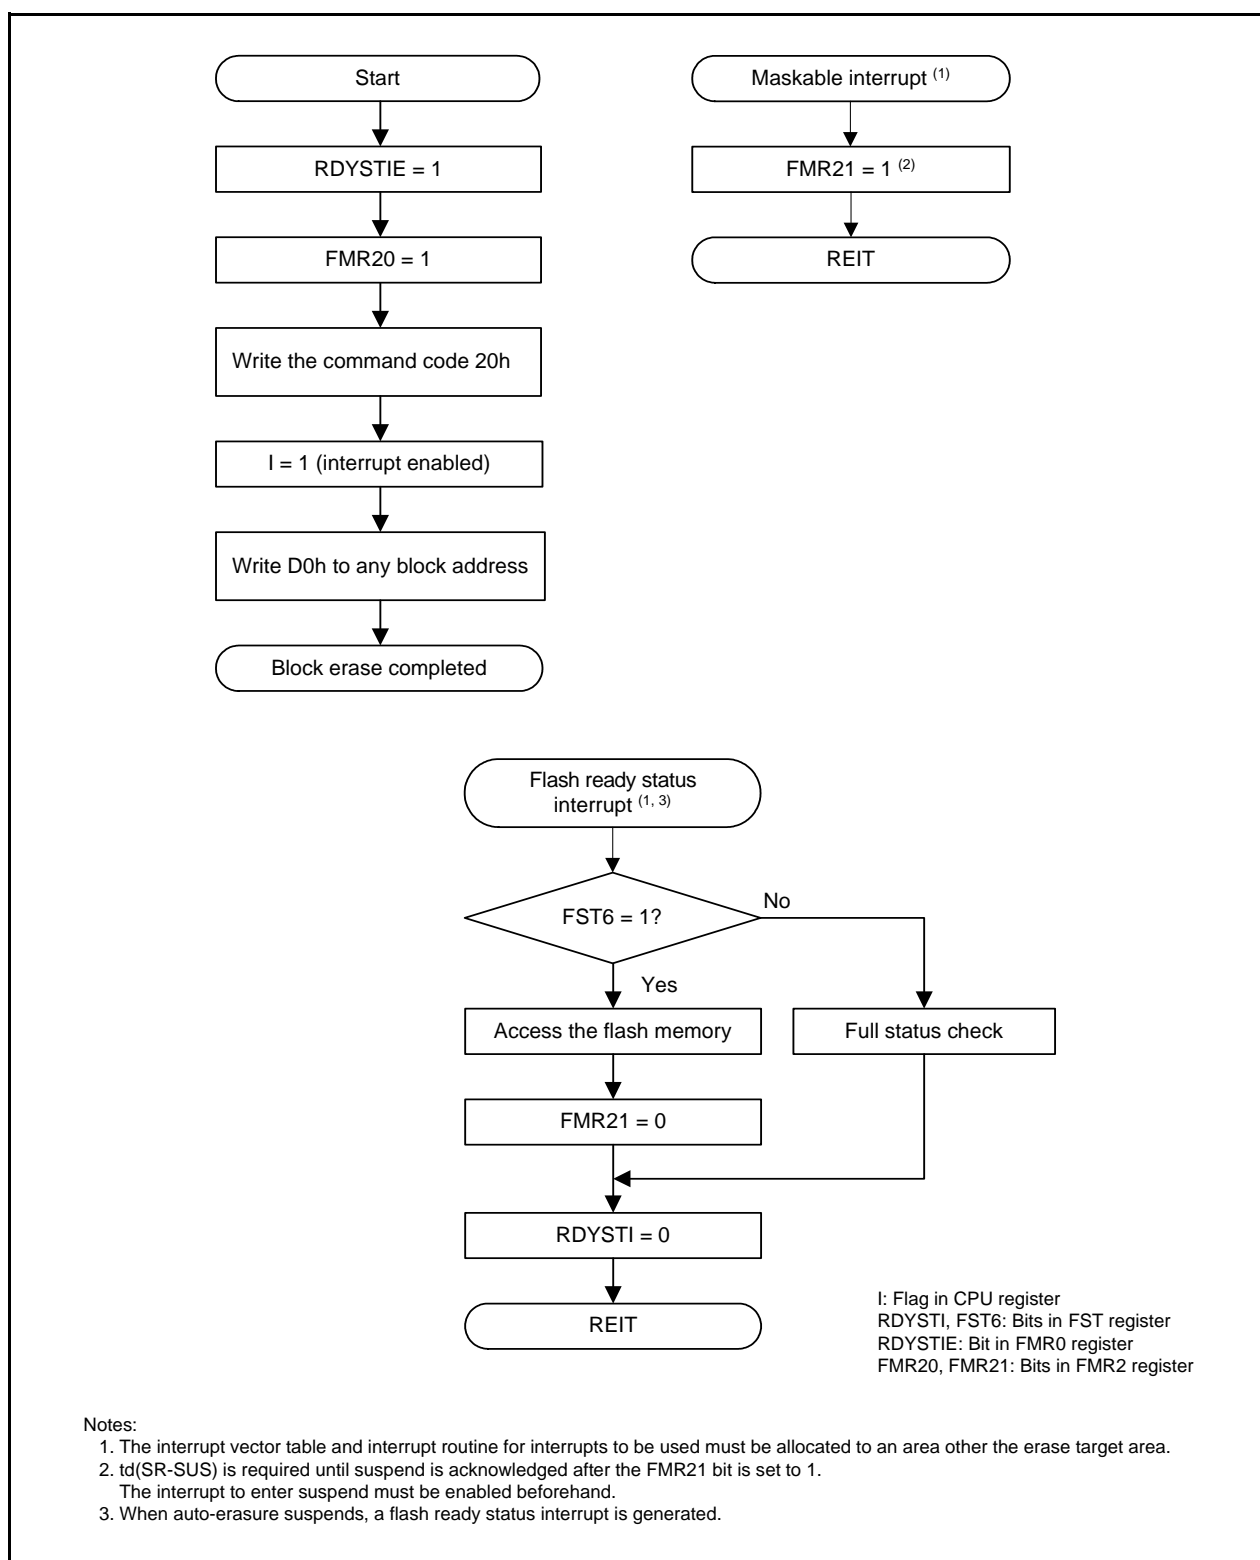 Start
RDYSTIE = 1
FMR20 = 1
Write the command code 20h
I = 1 (interrupt enabled)
Write D0h to any block address
Block erase completed
Maskable interrupt (1)
FMR21 = 1 (2)
REIT
Flash ready status
interrupt (1, 3)
FST6 = 1?
No
Yes
Access the flash memory
Full status check
FMR21 = 0
RDYSTI = 0
REIT
I: Flag in CPU register
RDYSTI, FST6: Bits in FST register
RDYSTIE: Bit in FMR0 register
FMR20, FMR21: Bits in FMR2 register
Notes:
1. The interrupt vector table and interrupt routine for interrupts to be used must be allocated to an area other the erase target area.
2. td(SR-SUS) is required until suspend is acknowledged after the FMR21 bit is set to 1.
The interrupt to enter suspend must be enabled beforehand.
3. When auto-erasure suspends, a flash ready status interrupt is generated.